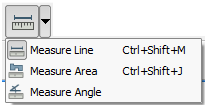 Measure Line Ctrl+Shift+M
Measure Area Ctrl+Shift+J
Measure Angle